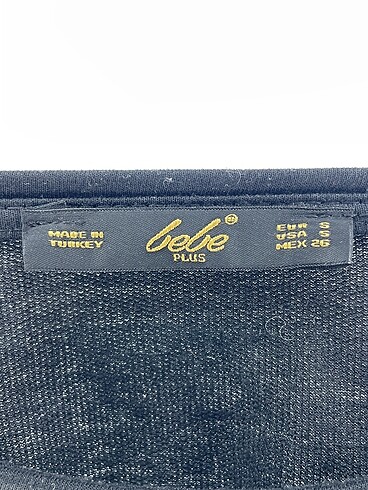 MADE IN
TURKEY
bebe
PLUS
EUR S
USA S
MEX 26